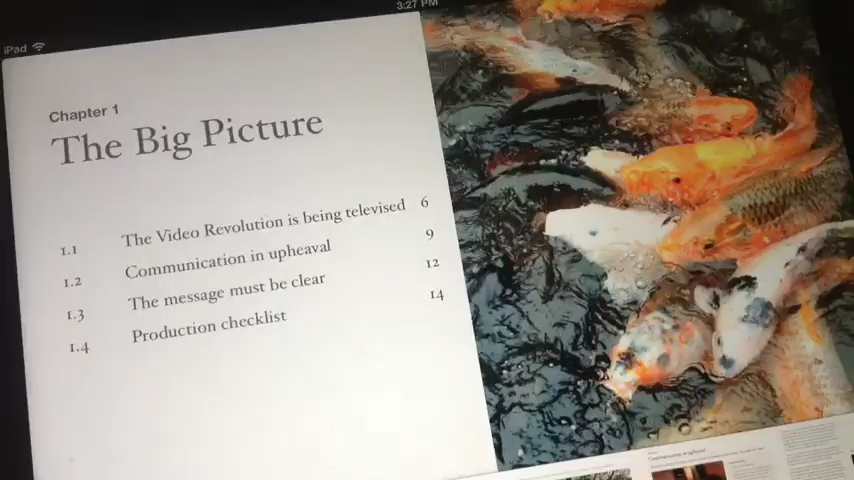 iPad
3:27 PM
Chapter 1
The Big Picture
1.1 The Video Revolution is being televised 6
1.2 Communication in upheaval 9
1.3 The message must be clear 12
1.4 Production checklist 14
Communication in upheaval